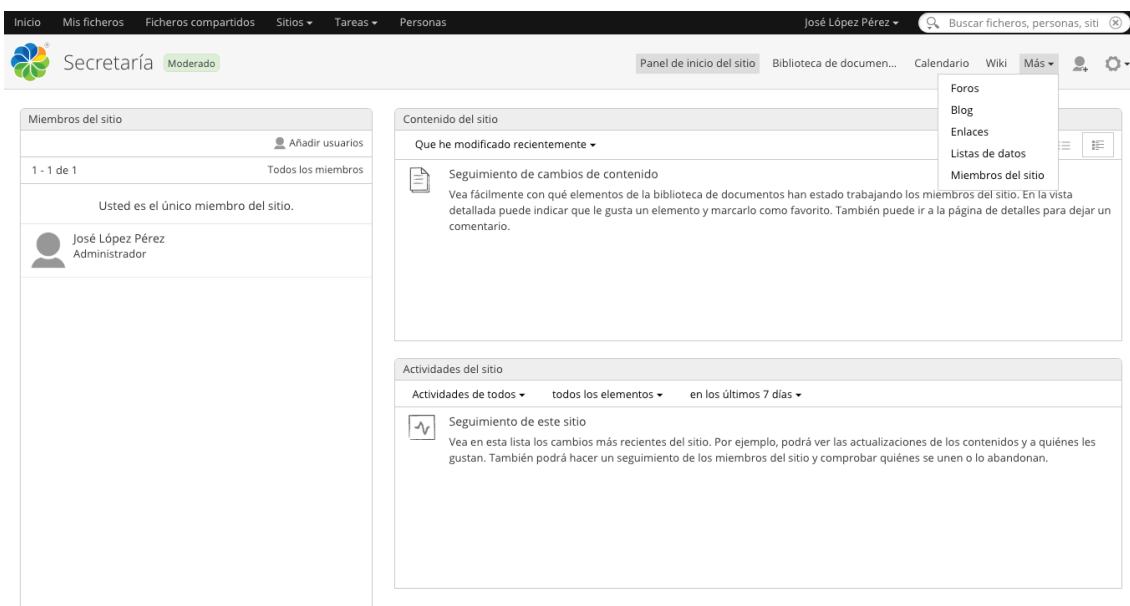 Inicio Mis ficheros Ficheros compartidos Sitios Tareas Personas José López Pérez Buscar ficheros, personas, siti
Secretaría Moderado Panel de inicio del sitio Biblioteca de documen... Calendario Wiki Más
Foros
Blog
Enlaces
Listas de datos
Miembros del sitio
Miembros del sitio
Añadir usuarios
1 - 1 de 1 Todos los miembros
Usted es el único miembro del sitio.
José López Pérez
Administrador
Contenido del sitio
Que he modificado recientemente
Seguimiento de cambios de contenido
Vea fácilmente con qué elementos de la biblioteca de documentos han estado trabajando los miembros del sitio. En la vista
detallada puede indicar que le gusta un elemento y marcarlo como favorito. También puede ir a la página de detalles para dejar un
comentario.
Actividades del sitio
Actividades de todos todos los elementos en los últimos 7 días
Seguimiento de este sitio
Vea en esta lista los cambios más recientes del sitio. Por ejemplo, podrá ver las actualizaciones de los contenidos y a quiénes les
gustan. También podrá hacer un seguimiento de los miembros del sitio y comprobar quiénes se unen o lo abandonan.